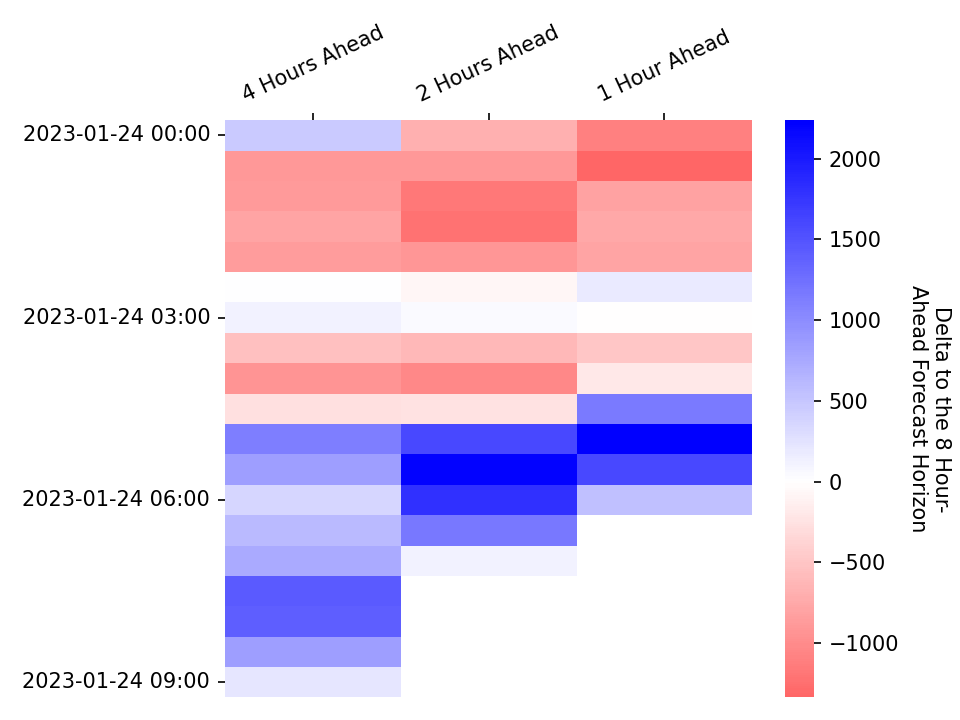 4 Hours Ahead
2 Hours Ahead
1 Hour Ahead
2023-01-24 00:00
2023-01-24 03:00
2023-01-24 06:00
2023-01-24 09:00
2000
1500
1000
500
0
−500
−1000
Delta to the 8 Hour-
Ahead Forecast Horizon